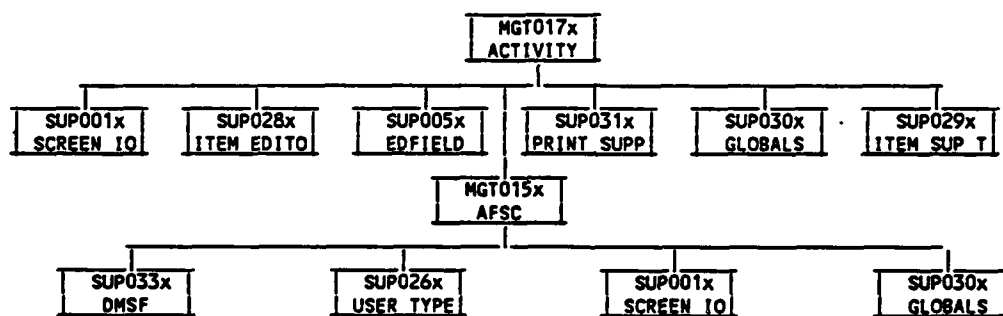 MGT017x
ACTIVITY
SUP001x
SCREEN IO
SUP028x
ITEM EDITO
SUP005x
EDFIELD
SUP031x
PRINT SUPP
SUP030x
GLOBALS
SUP029x
ITEM SUP T
MGT015x
AFSC
SUP033x
DMSF
SUP026x
USER TYPE
SUP001x
SCREEN IO
SUP030x
GLOBALS